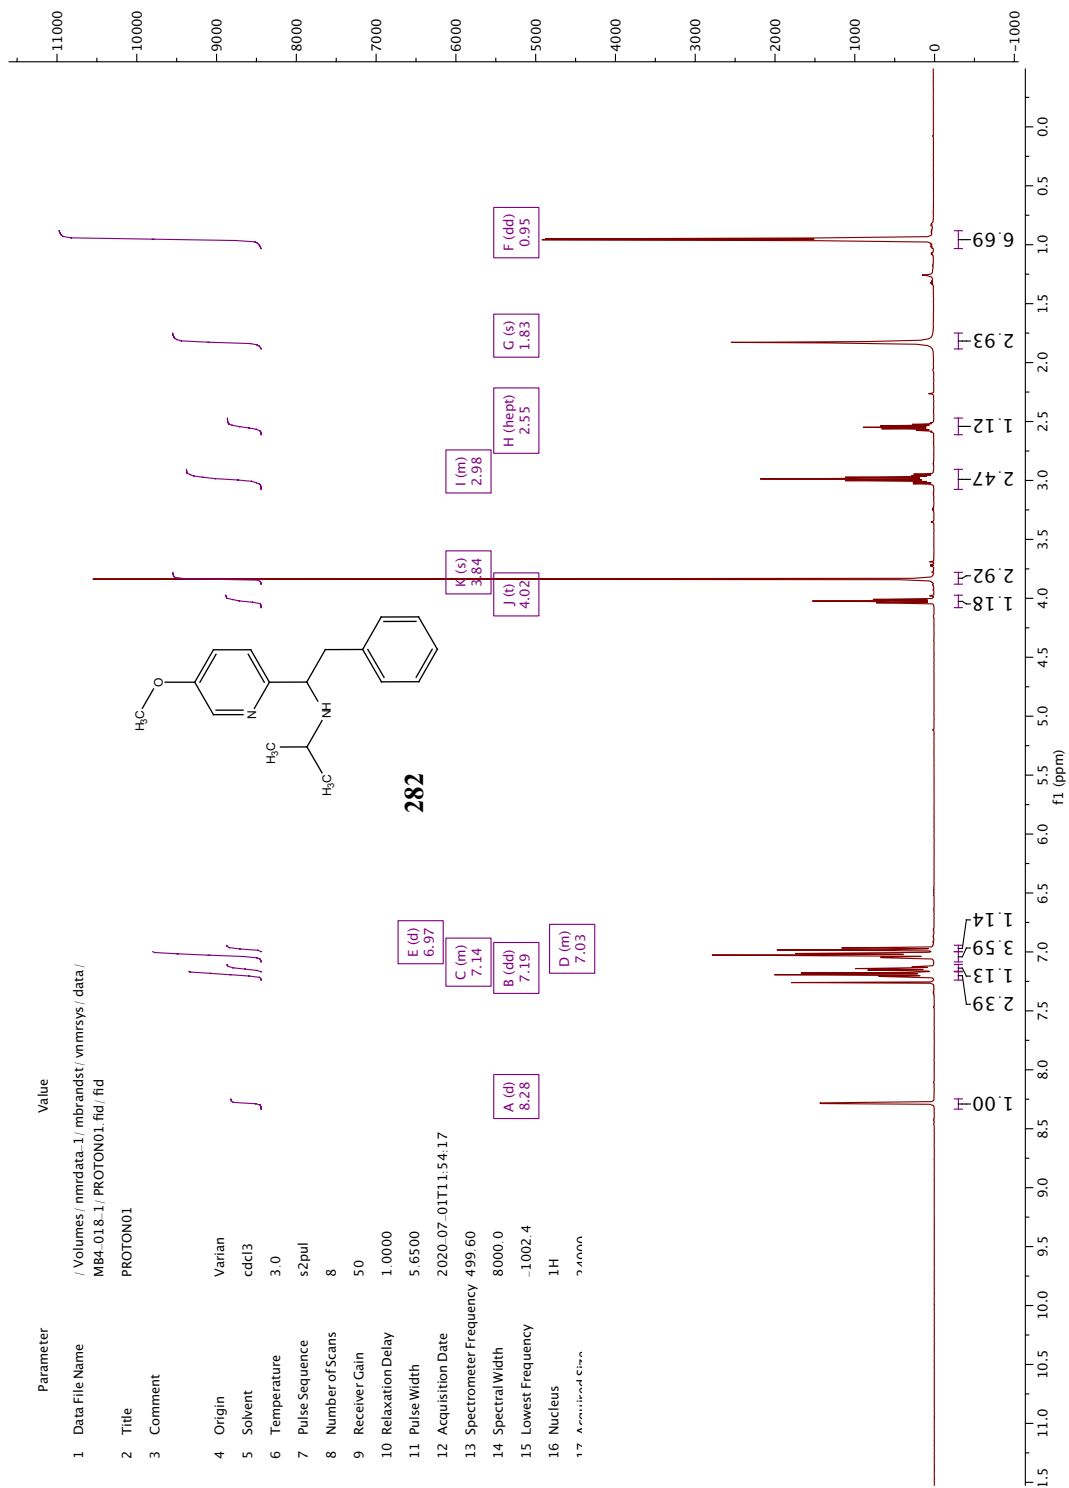 Parameter Value
1 Data File Name / Volumes/ nmrdata-1/ mbrandst/ vnmrsys/ data/
MB4-018-1/ PROTON01.fid/ fid
2 Title PROTON01
3 Comment
4 Origin Varian
5 Solvent cdcl3
6 Temperature 3.0
7 Pulse Sequence s2pul
8 Number of Scans 8
9 Receiver Gain 50
10 Relaxation Delay 1.0000
11 Pulse Width 5.6500
12 Acquisition Date 2020-07-01T11:54:17
13 Spectrometer Frequency 499.60
14 Spectral Width 8000.0
15 Lowest Frequency -1002.4
16 Nucleus 1H
17 Acquired Size
H₃C
O
N
NH
H₃C
H₃C
282
A (d)
8.28
B (dd)
7.19
C (m)
7.14
D (m)
7.03
E (d)
6.97
J (t)
4.02
K (s)
3.84
I (m)
2.98
H (hept)
2.55
G (s)
1.83
F (dd)
0.95
1.00
2.39
1.13
3.59
1.14
1.18
2.92
2.47
1.12
2.93
6.69
1.5 11.0 10.5 10.0 9.5 9.0 8.5 8.0 7.5 7.0 6.5 6.0 5.5 5.0 4.5 4.0 3.5 3.0 2.5 2.0 1.5 1.0 0.5 0.0
f1 (ppm)
11000
10000
9000
8000
7000
6000
5000
4000
3000
2000
1000
0
-1000